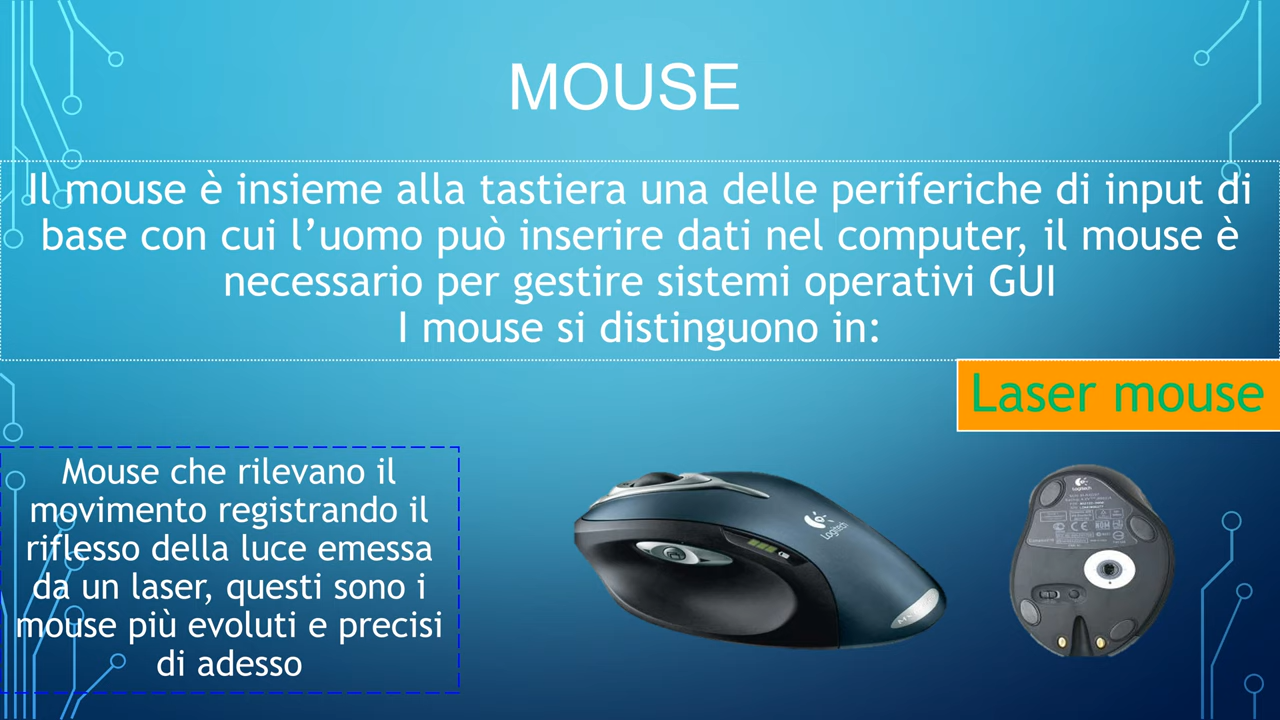 MOUSE
Il mouse è insieme alla tastiera una delle periferiche di input di
base con cui l’uomo può inserire dati nel computer, il mouse è
necessario per gestire sistemi operativi GUI
I mouse si distinguono in:
Laser mouse
Mouse che rilevano il
movimento registrando il
riflesso della luce emessa
da un laser, questi sono i
mouse più evoluti e precisi
di adesso
Logitech
Logitech